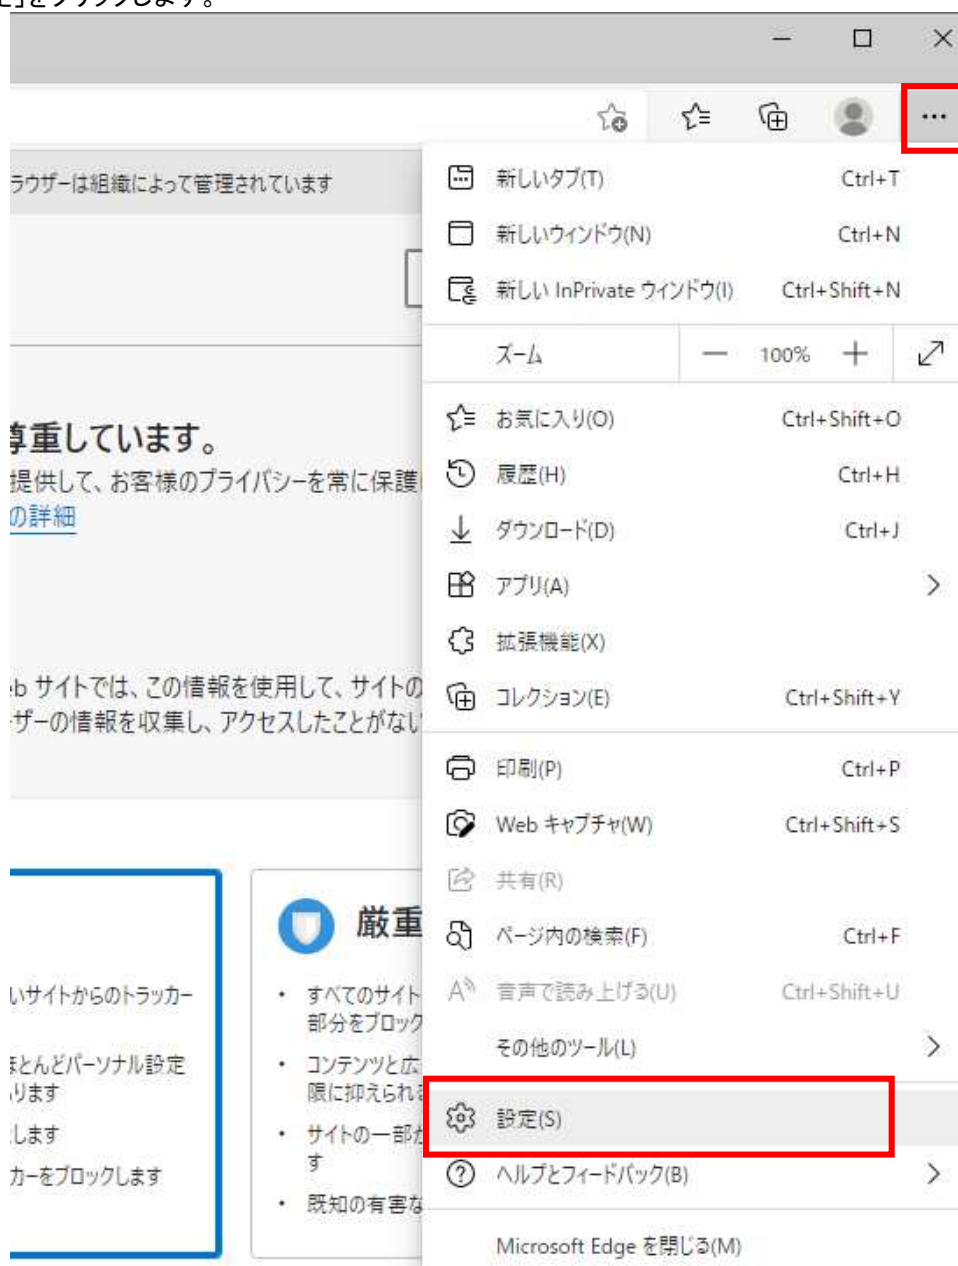 」をクリックします。
ラウザーは組織によって管理されています
新しいタブ(T) Ctrl+T
新しいウィンドウ(N) Ctrl+N
新しい InPrivate ウィンドウ(I) Ctrl+Shift+N
ズーム 100%
お気に入り(O) Ctrl+Shift+O
履歴(H) Ctrl+H
ダウンロード(D) Ctrl+J
アプリ(A)
拡張機能(X)
コレクション(E) Ctrl+Shift+Y
印刷(P) Ctrl+P
Web キャプチャ(W) Ctrl+Shift+S
共有(R)
ページ内の検索(F) Ctrl+F
音声で読み上げる(U) Ctrl+Shift+U
その他のツール(L)
設定(S)
ヘルプとフィードバック(B)
Microsoft Edge を閉じる(M)
尊重しています。
提供して、お客様のプライバシーを常に保護
の詳細
eb サイトでは、この情報を使用して、サイトの
ーザーの情報を収集し、アクセスしたことがない
いサイトからのトラッカー
ほとんどパーソナル設定
ります
します
カーをブロックします
厳重
• すべてのサイト
部分をブロック
• コンテンツと広
限に抑えられ
• サイトの一部が
す
• 既知の有害な